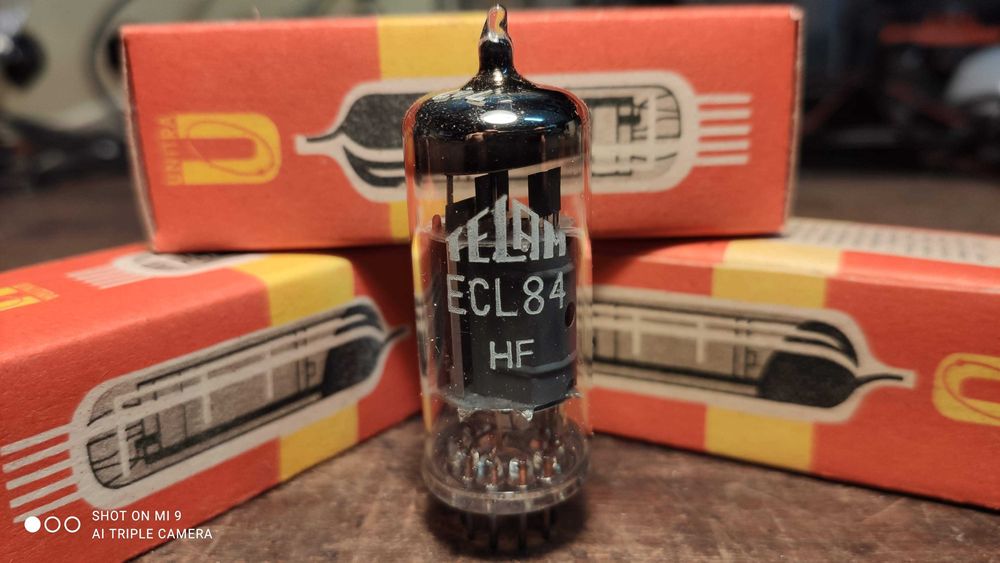 UNITRA
TELAM
ECL84
HF
SHOT ON MI 9
AI TRIPLE CAMERA